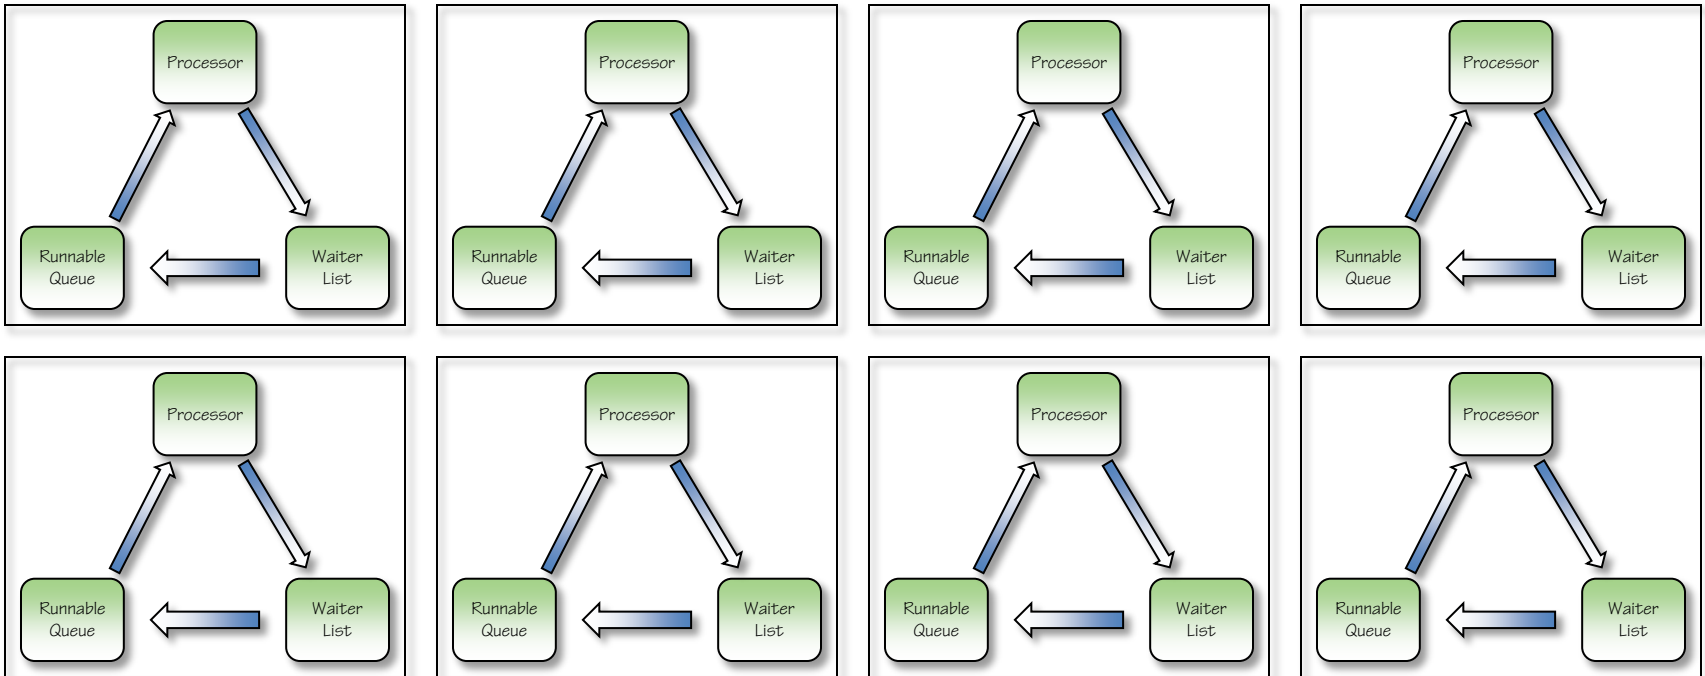 Processor
Runnable
Queue
Waiter
List
Processor
Runnable
Queue
Waiter
List
Processor
Runnable
Queue
Waiter
List
Processor
Runnable
Queue
Waiter
List
Processor
Runnable
Queue
Waiter
List
Processor
Runnable
Queue
Waiter
List
Processor
Runnable
Queue
Waiter
List
Processor
Runnable
Queue
Waiter
List